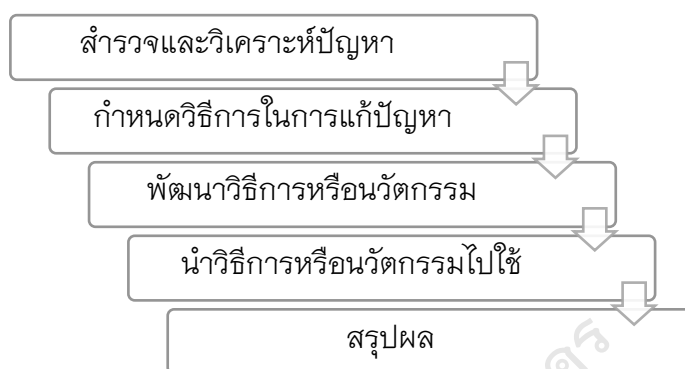 สำรวจและวิเคราะห์ปัญหา
กำหนดวิธีการในการแก้ปัญหา
พัฒนาวิธีการหรือนวัตกรรม
นำวิธีการหรือนวัตกรรมไปใช้
สรุปผล